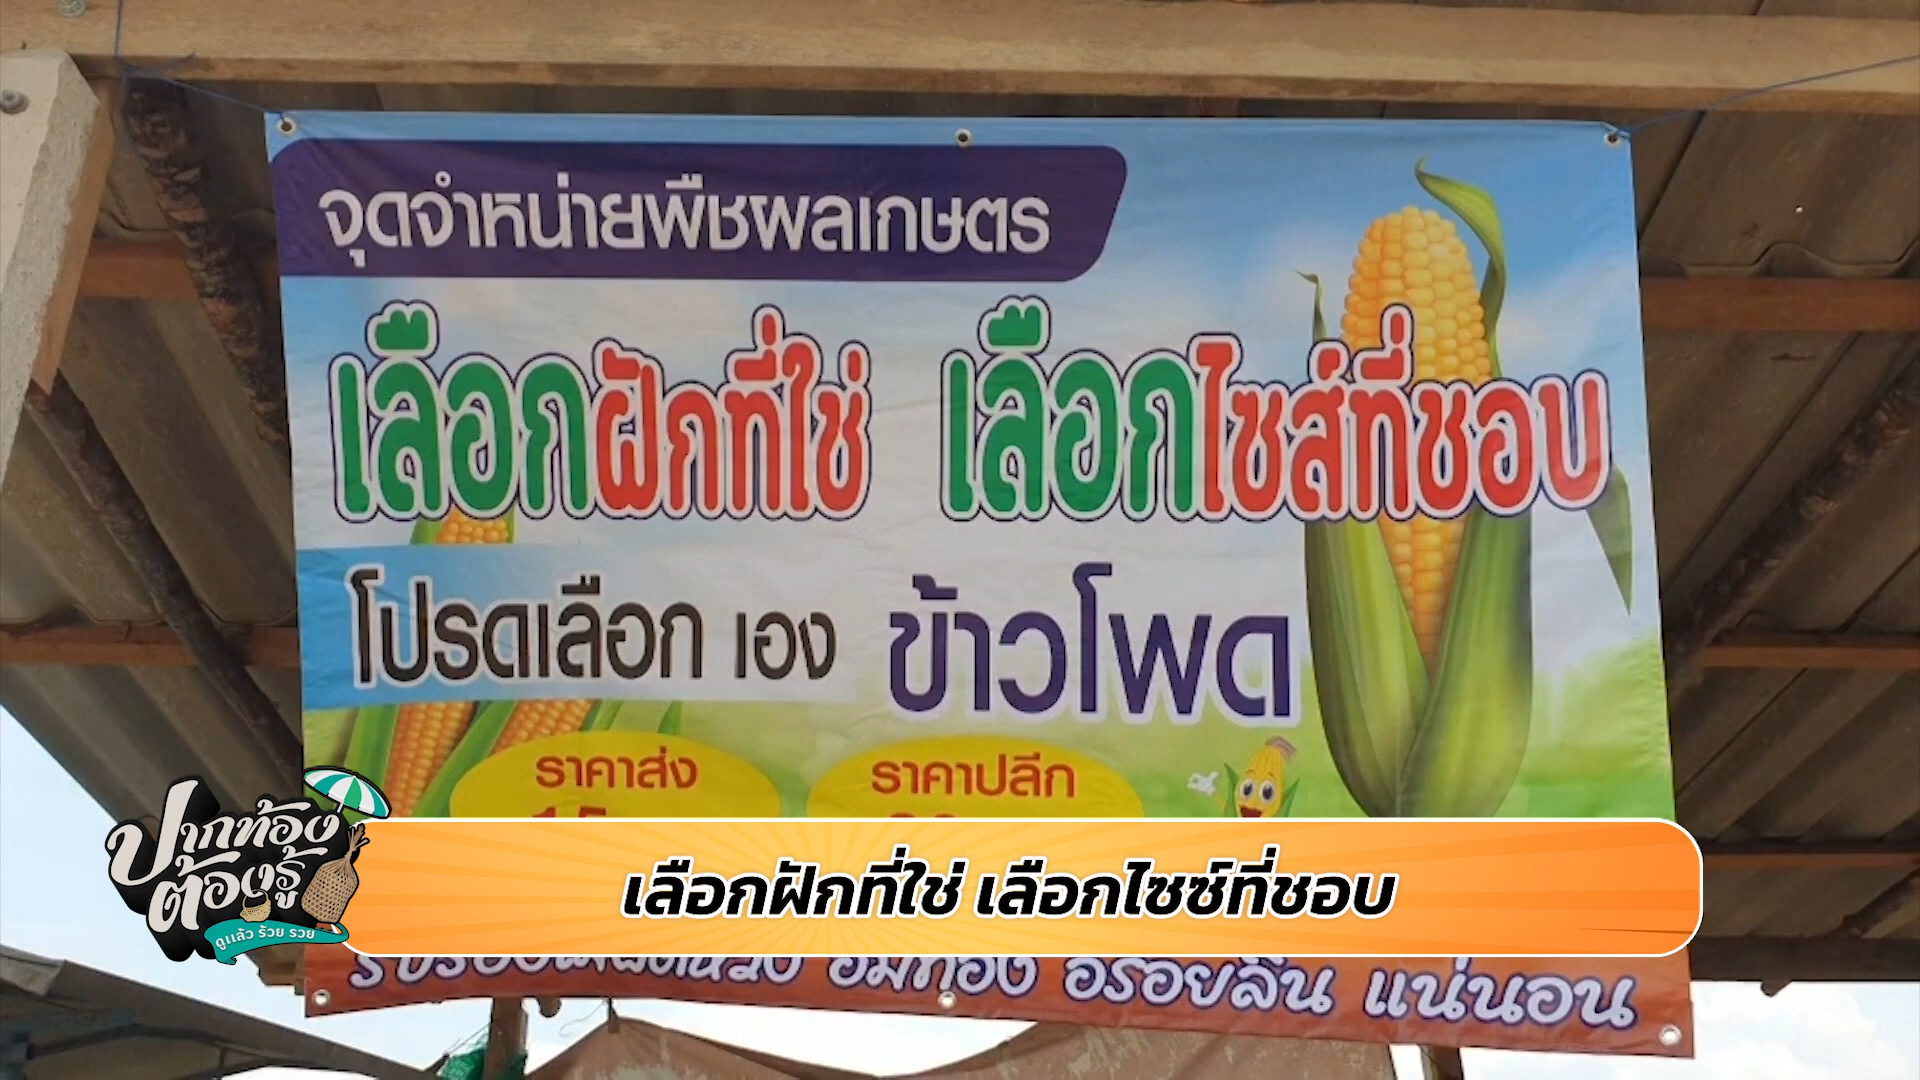 จุดจำหน่ายพืชผลเกษตร
เลือกฝักที่ใช่ เลือกไซส์ที่ชอบ
โปรดเลือก เอง ข้าวโพด
ราคาส่ง ราคาปลีก
ปากท้อง
ต้องรู้
ดูแล้ว ร้วย รวย
เลือกฝักที่ใช่ เลือกไซซ์ที่ชอบ
อิ่มท้อง อร่อยลิ้น แน่นอน